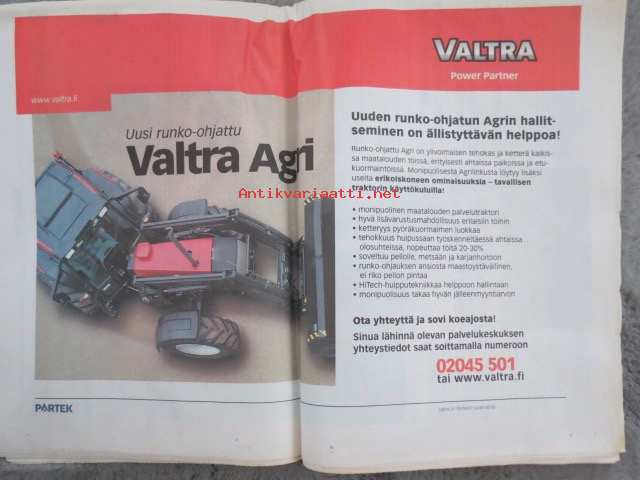 VALTRA
Power Partner
www.valtra.fi
Uusi runko-ohjattu
Valtra Agri
Antikvariaatti.net
Uuden runko-ohjatun Agrin hallit-
seminen on ällistyttävän helppoa!
Runko-ohjattu Agri on ylivoimaisen tehokas ja ketterä kaikis-
sa maatalouden töissä, erityisesti ahtaissa paikoissa ja etu-
kuormaintöissä. Monipuolisesta Agriliitkusta löytyy lisäksi
useita erikoiskoneen ominaisuuksia – tavallisen
traktorin käyttökuluilla!
• monipuolinen maatalouden palvelutraktori
• hyvä lisävarustusmahdollisuus erilaisiin töihin
• ketteryys pyöräkuormaimen luokkaa
• tehokkuus huipussaan työskenneltäessä ahtaissa
olosuhteissa, nopeuttaa töitä 20-30%
• soveltuu pellolle, metsään ja karjanhoitoon
• runko-ohjauksen ansiosta maastoystävällinen,
ei riko pellon pintaa
• HiTech-huipputekniikkaa helppoon hallintaan
• monipuolisuus takaa hyvän jälleenmyyntiarvon
Ota yhteyttä ja sovi koeajosta!
Sinua lähinnä olevan palvelukeskuksen
yhteystiedot saat soittamalla numeroon
02045 501
tai www.valtra.fi
PARTEK